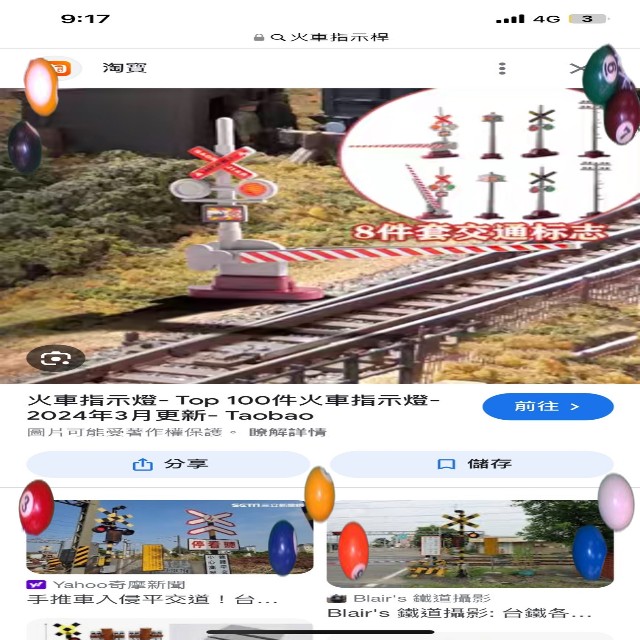 9:17
4G
3
火車指示桿
淘寶
8件套交通标志
火車指示燈- Top 100件火車指示燈-
2024年3月更新- Taobao
前往 >
圖片可能受著作權保護。 瞭解詳情
分享
儲存
停看聽
Yahoo奇摩新聞
手推車入侵平交道！台...
Blair's 鐵道攝影
Blair's 鐵道攝影: 台鐵各...